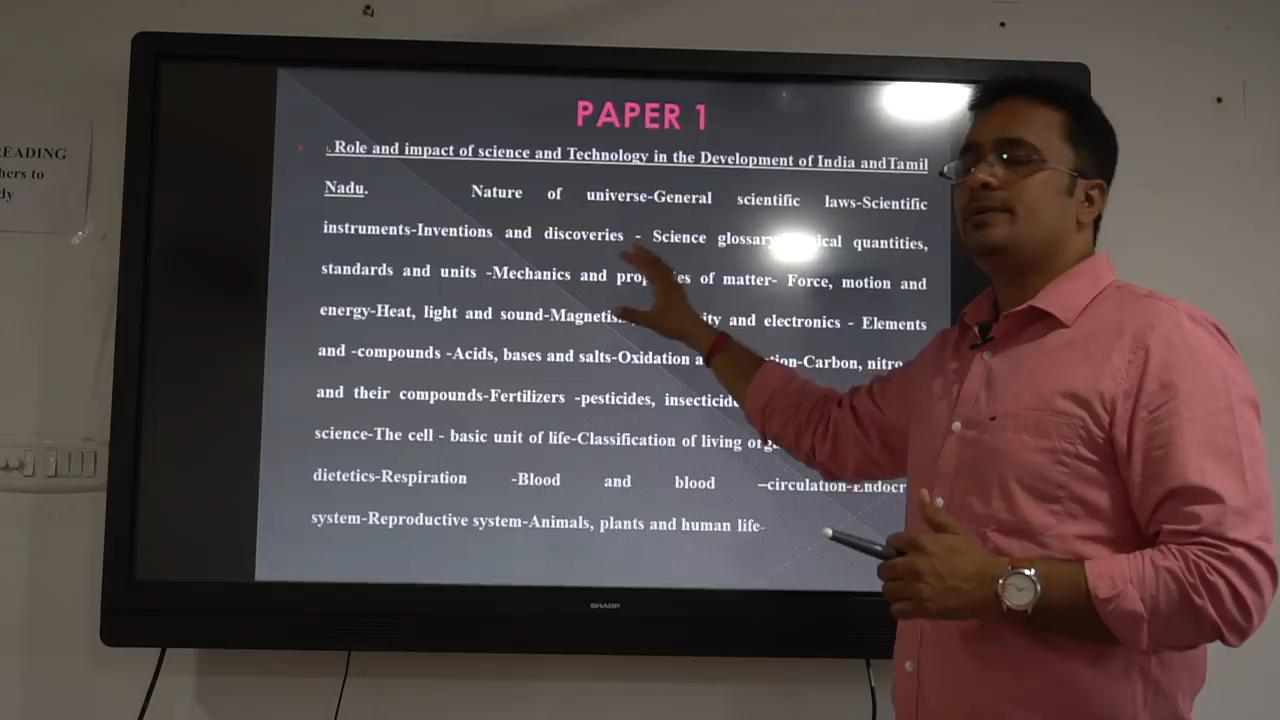 EADING
hers to
dy
PAPER 1
. Role and impact of science and Technology in the Development of India andTamil
Nadu. Nature of universe-General scientific laws-Scientific
instruments-Inventions and discoveries - Science glossary ical quantities,
standards and units -Mechanics and prop es of matter- Force, motion and
energy-Heat, light and sound-Magnetis ity and electronics - Elements
and -compounds -Acids, bases and salts-Oxidation a tion-Carbon, nitro
and their compounds-Fertilizers -pesticides, insecticid
science-The cell - basic unit of life-Classification of living org
dietetics-Respiration -Blood and blood –circulation-Endocr
system-Reproductive system-Animals, plants and human life-
SHARP